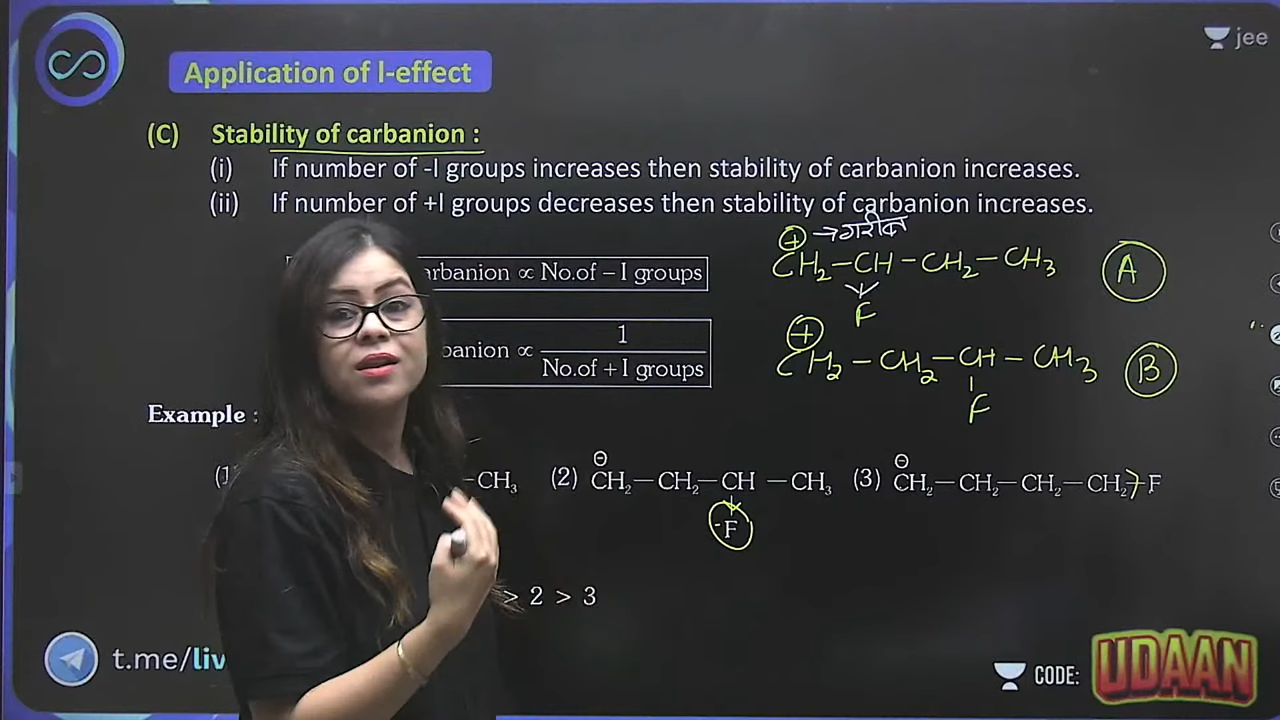 jee
Application of I-effect
(C) Stability of carbanion :
(i) If number of -I groups increases then stability of carbanion increases.
(ii) If number of +I groups decreases then stability of carbanion increases.
⊕ → गरीब
CH₂—CH—CH₂—CH₃ A
F
arbanion ∝ No.of – I groups
⊕
CH₂—CH₂—CH—CH₃ B
F
banion ∝ 1
No.of + I groups
Example :
(1) —CH₃ (2) ⊖CH₂—CH₂—CH—CH₃ (3) ⊖CH₂—CH₂—CH₂—CH₂—F
F
> 2 > 3
t.me/liv
CODE: UDAAN